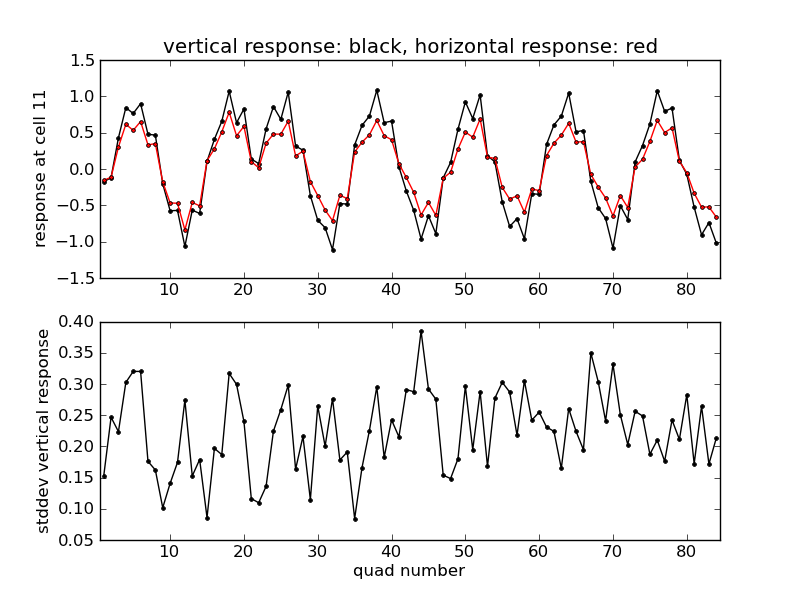 vertical response: black, horizontal response: red
response at cell 11
1.5
1.0
0.5
0.0
−0.5
−1.0
−1.5
10 20 30 40 50 60 70 80
stddev vertical response
0.40
0.35
0.30
0.25
0.20
0.15
0.10
0.05
10 20 30 40 50 60 70 80
quad number